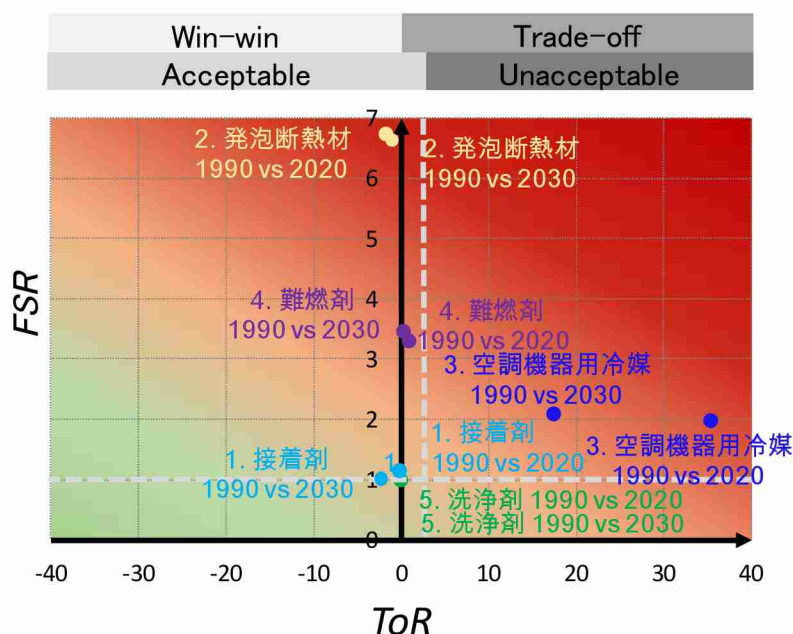 Win-win
Trade-off
Acceptable
Unacceptable
7
2. 発泡断熱材
1990 vs 2020
2. 発泡断熱材
1990 vs 2030
6
5
FSR
4
4. 難燃剤
1990 vs 2030
4. 難燃剤
1990 vs 2020
3
3. 空調機器用冷媒
1990 vs 2030
2
3. 空調機器用冷媒
1990 vs 2020
1. 接着剤
1990 vs 2030
1. 接着剤
1990 vs 2020
1
5. 洗浄剤 1990 vs 2020
5. 洗浄剤 1990 vs 2030
0
-40 -30 -20 -10 0 10 20 30 40
ToR